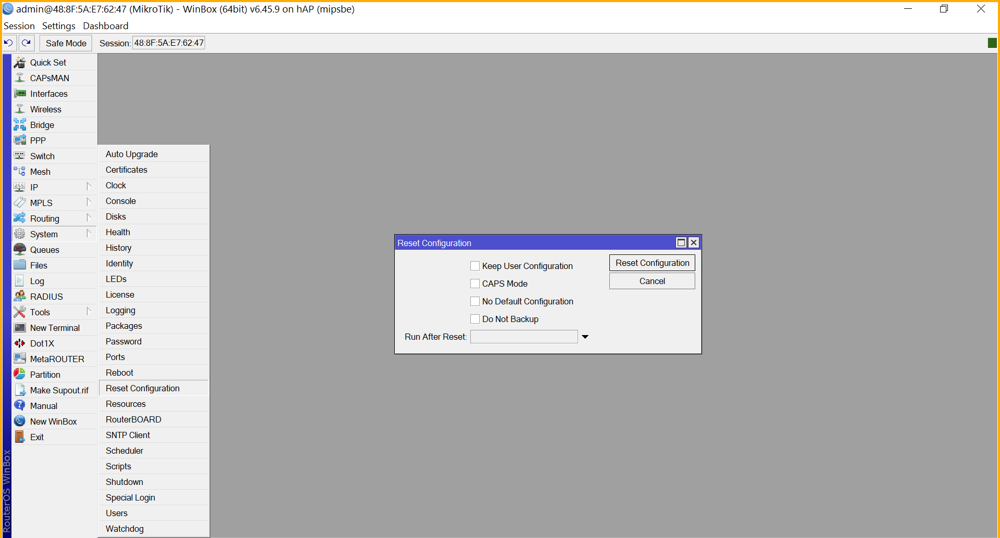 admin@48:8F:5A:E7:62:47 (MikroTik) - WinBox (64bit) v6.45.9 on hAP (mipsbe)
Session Settings Dashboard
Safe Mode Session: 48:8F:5A:E7:62:47
Quick Set
CAPsMAN
Interfaces
Wireless
Bridge
PPP
Switch
Mesh
255
IP
MPLS
Routing
System
Queues
Files
Log
RADIUS
Tools
New Terminal
Dot1X
MetaROUTER
Partition
Make Supout.rif
Manual
New WinBox
Exit
RouterOS WinBox
Auto Upgrade
Certificates
Clock
Console
Disks
Health
History
Identity
LEDs
License
Logging
Packages
Password
Ports
Reboot
Reset Configuration
Resources
RouterBOARD
SNTP Client
Scheduler
Scripts
Shutdown
Special Login
Users
Watchdog
Reset Configuration
Keep User Configuration
CAPS Mode
No Default Configuration
Do Not Backup
Run After Reset:
Reset Configuration
Cancel